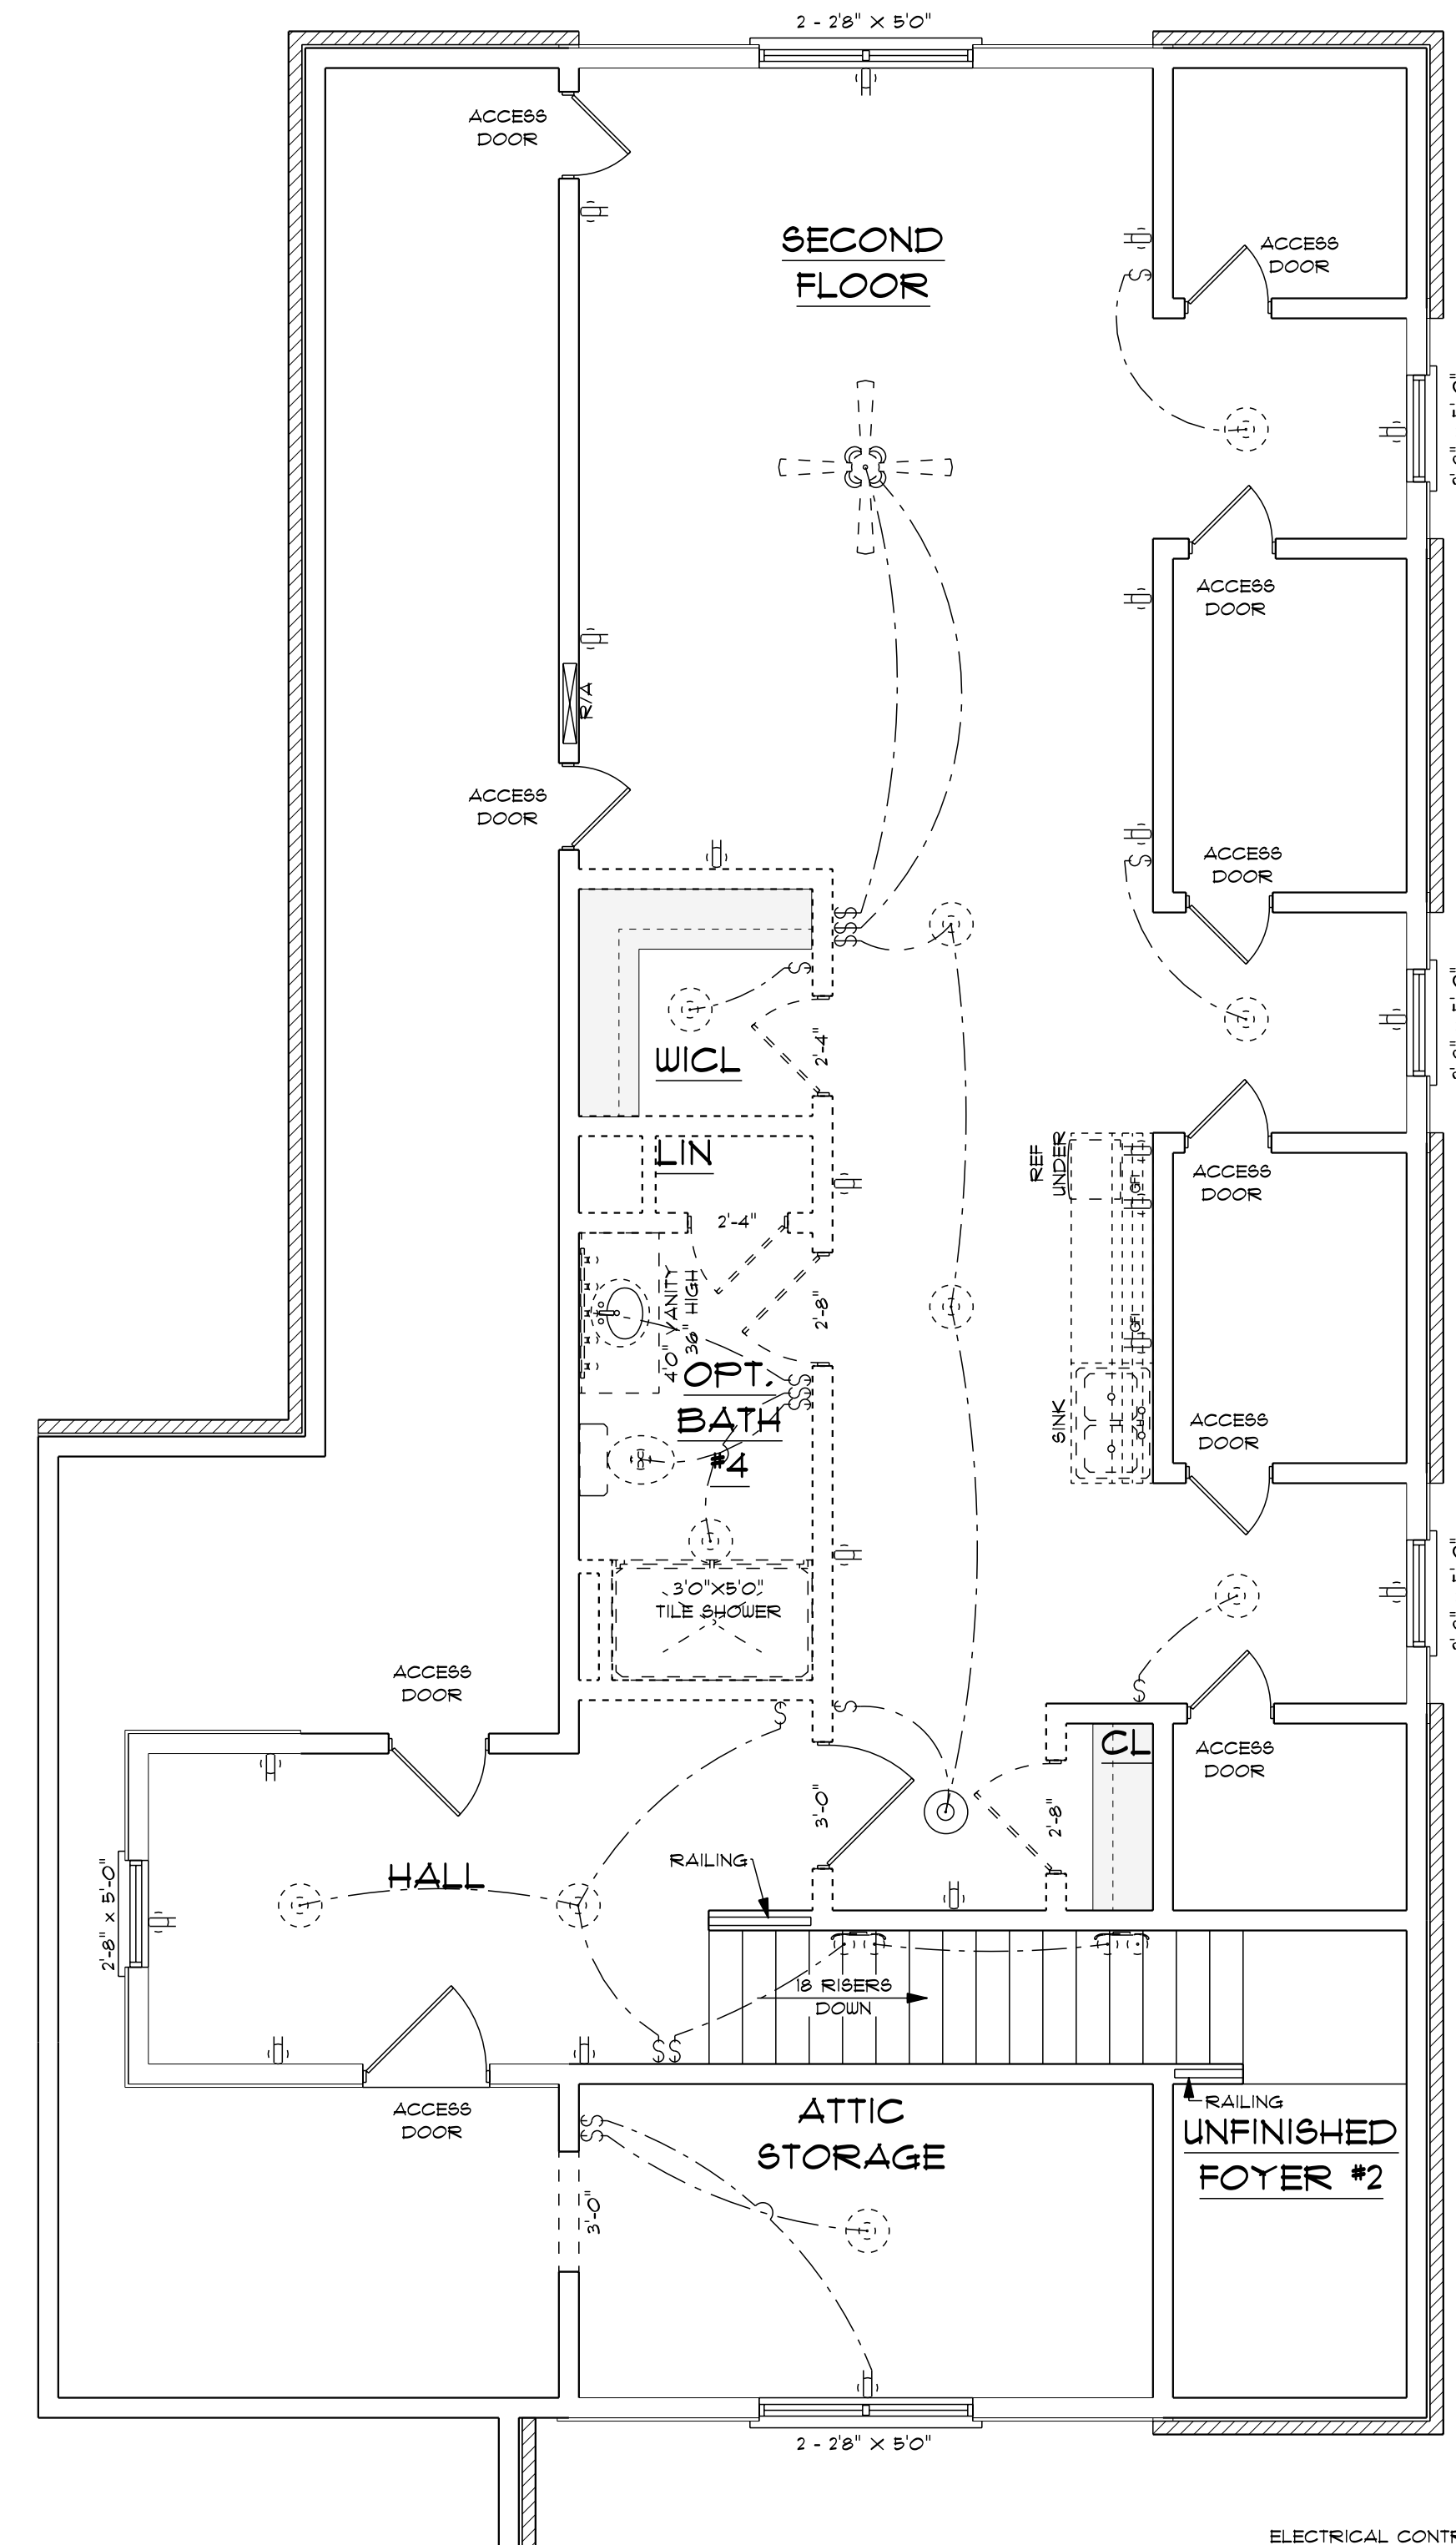 2 - 2'8" X 5'0"
ACCESS
DOOR
SECOND
FLOOR
ACCESS
DOOR
ACCESS
DOOR
R/A
ACCESS
DOOR
ACCESS
DOOR
WICL
2'-4"
LIN
REF
UNDER
ACCESS
DOOR
2'-4"
GFI
4'0" VANITY
36" HIGH
2'-8"
GFI
OPT.
BATH
#4
SINK
ACCESS
DOOR
3'0"X5'0"
TILE SHOWER
ACCESS
DOOR
CL
ACCESS
DOOR
3'-0"
2'-8"
HALL
RAILING
2'-8" x 5'-0"
18 RISERS
DOWN
ACCESS
DOOR
ATTIC
STORAGE
RAILING
UNFINISHED
FOYER #2
3'-0"
2 - 2'8" X 5'0"
ELECTRICAL